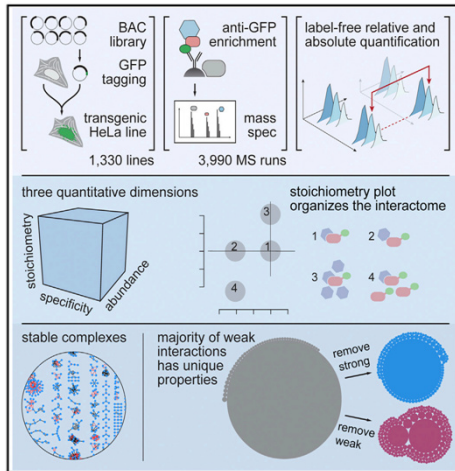 BAC
library
GFP
tagging
transgenic
HeLa line
1,330 lines
anti-GFP
enrichment
mass
spec
3,990 MS runs
label-free relative and
absolute quantification
three quantitative dimensions
stoichiometry
specificity
abundance
3
2
1
4
stoichiometry plot
organizes the interactome
1
2
3
4
stable complexes
majority of weak
interactions
has unique
properties
remove
strong
remove
weak